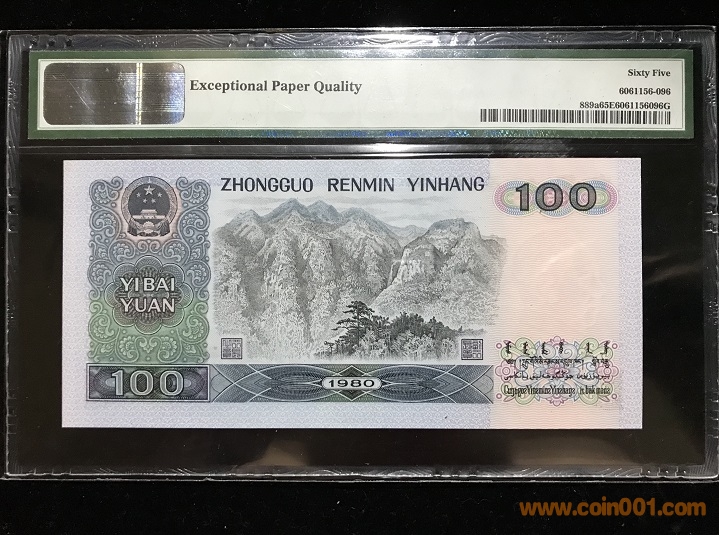 Exceptional Paper Quality
Sixty Five
6061156-096
889a65E6061156096G
ZHONGGUO RENMIN YINHANG
100
YIBAI
YUAN
100
1980
www.coin001.com